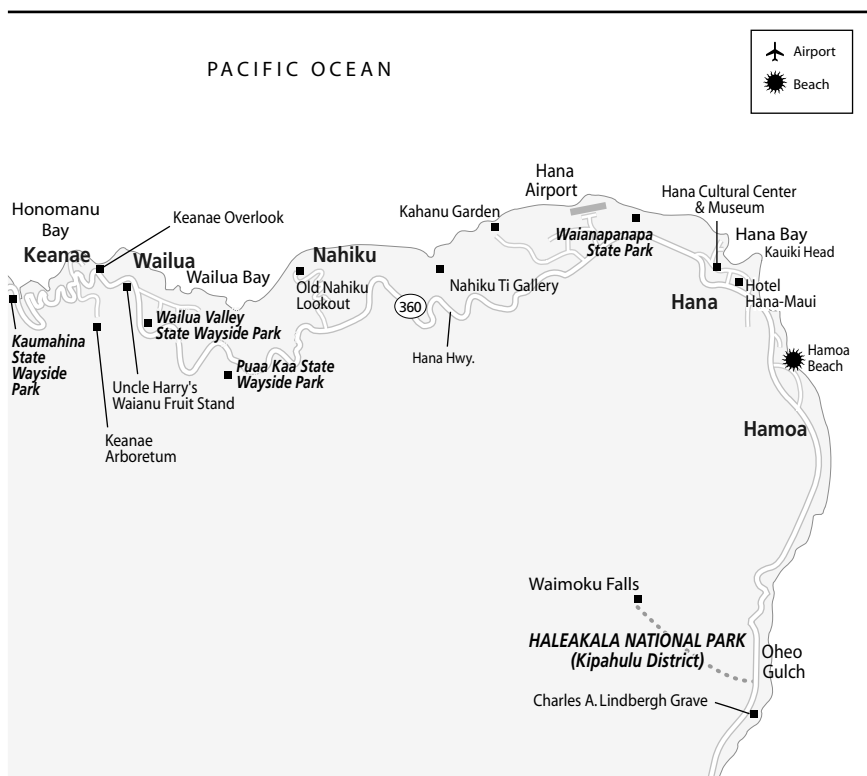 PACIFIC OCEAN
Airport
Beach
Honomanu
Bay
Keanae
Keanae Overlook
Wailua
Wailua Bay
Nahiku
Old Nahiku
Lookout
Kahanu Garden
Hana
Airport
Waianapanapa
State Park
Hana Cultural Center
& Museum
Hana Bay
Kauiki Head
Hana
Hotel
Hana-Maui
Nahiku Ti Gallery
360
Hana Hwy.
Kaumahina
State
Wayside
Park
Wailua Valley
State Wayside Park
Puaa Kaa State
Wayside Park
Uncle Harry's
Waianu Fruit Stand
Keanae
Arboretum
Hamoa
Beach
Hamoa
Waimoku Falls
HALEAKALA NATIONAL PARK
(Kipahulu District)
Oheo
Gulch
Charles A. Lindbergh Grave